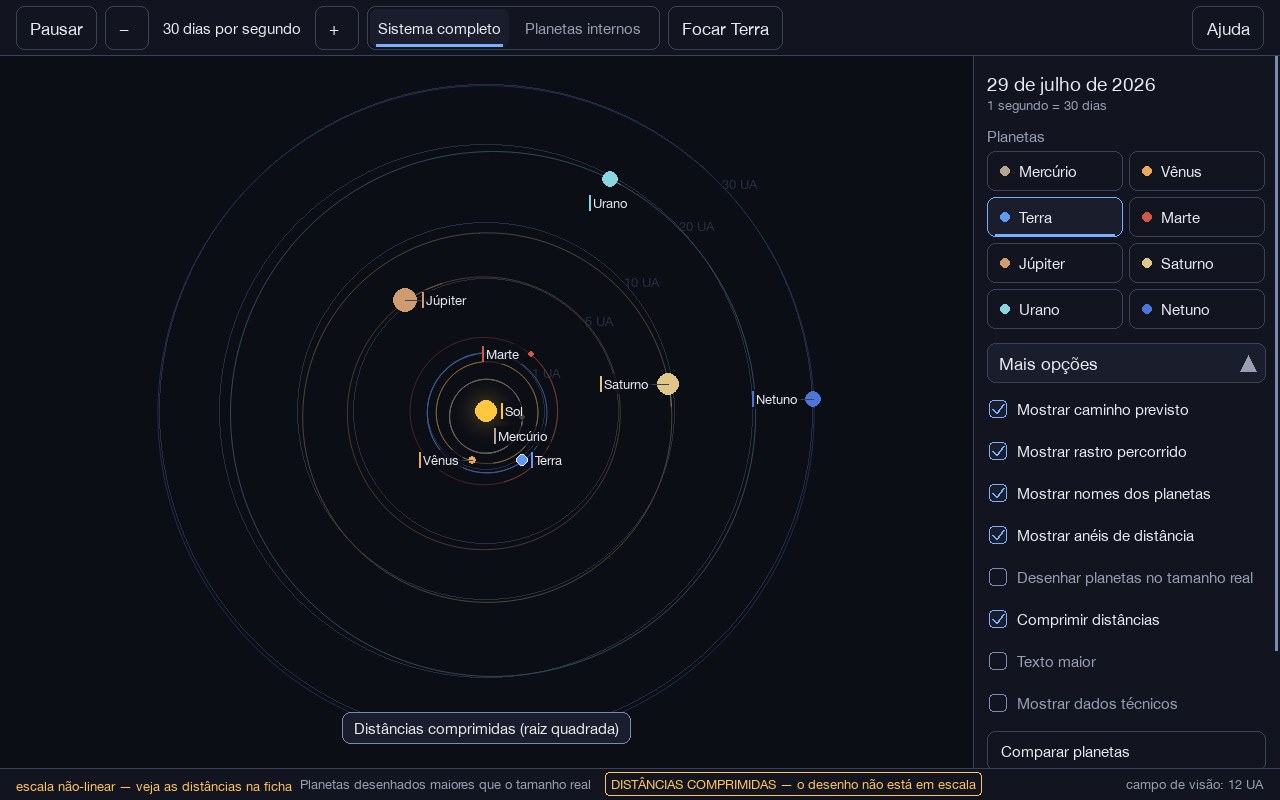 Pausar
–
30 dias por segundo
+
Sistema completo
Planetas internos
Focar Terra
Ajuda
30 UA
20 UA
10 UA
5 UA
1 UA
Urano
Júpiter
Marte
Saturno
Netuno
Sol
Mercúrio
Vênus
Terra
Distâncias comprimidas (raiz quadrada)
29 de julho de 2026
1 segundo = 30 dias
Planetas
Mercúrio
Vênus
Terra
Marte
Júpiter
Saturno
Urano
Netuno
Mais opções
Mostrar caminho previsto
Mostrar rastro percorrido
Mostrar nomes dos planetas
Mostrar anéis de distância
Desenhar planetas no tamanho real
Comprimir distâncias
Texto maior
Mostrar dados técnicos
Comparar planetas
escala não-linear — veja as distâncias na ficha
Planetas desenhados maiores que o tamanho real
DISTÂNCIAS COMPRIMIDAS — o desenho não está em escala
campo de visão: 12 UA